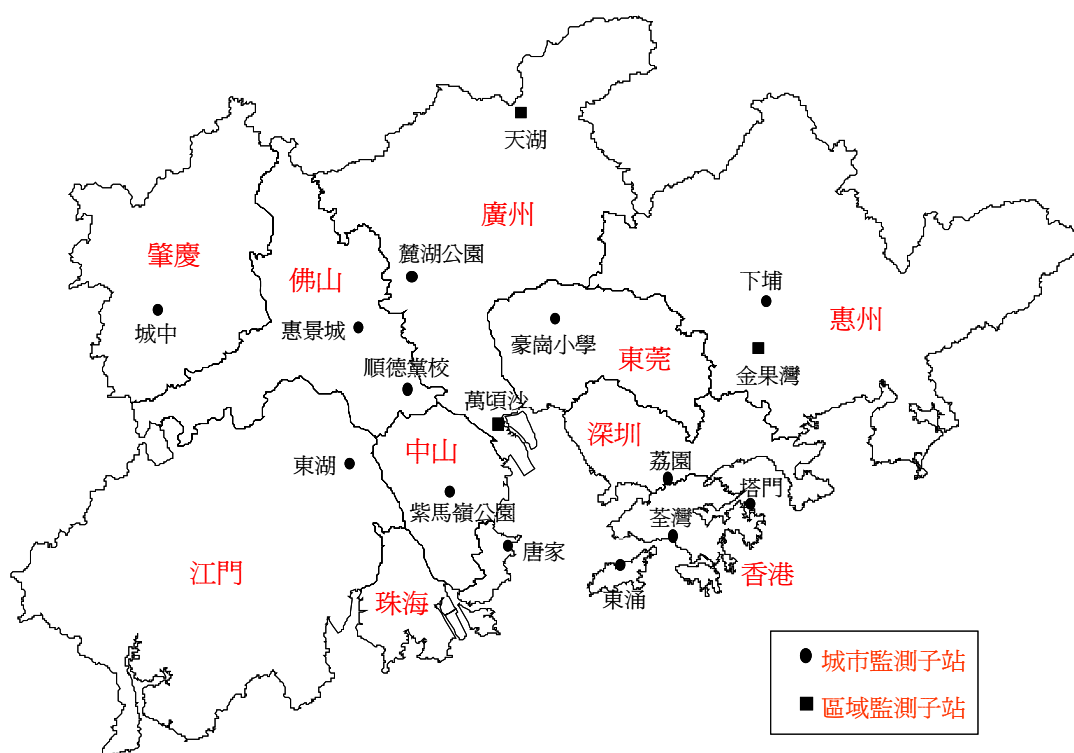 天湖
廣州
肇慶
麓湖公園
佛山
下埔
惠州
城中
惠景城
豪崗小學
東莞
金果灣
順德黨校
萬頃沙
深圳
中山
東湖
荔園
塔門
紫馬嶺公園
荃灣
唐家
江門
珠海
東涌
香港
城市監測子站
區域監測子站